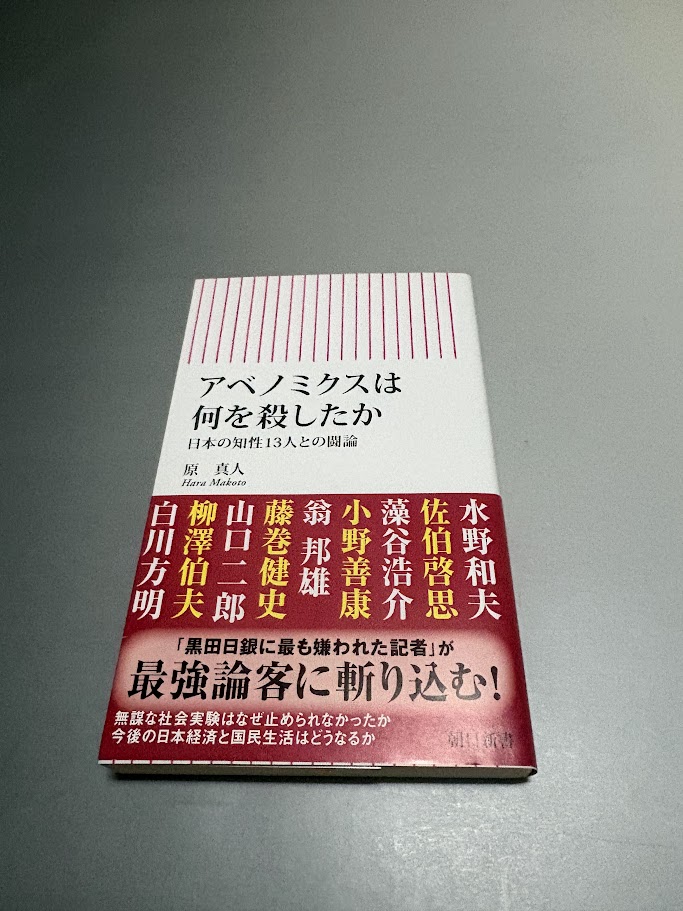 アベノミクスは
何を殺したか
日本の知性13人との闘論
原 真人
Hara Makoto
水野和夫
佐伯啓思
藻谷浩介
小野善康
翁 邦雄
藤巻健史
山口二郎
柳澤伯夫
白川方明
「黒田日銀に最も嫌われた記者」が
最強論客に斬り込む!
無謀な社会実験はなぜ止められなかったか
今後の日本経済と国民生活はどうなるか
朝日新書